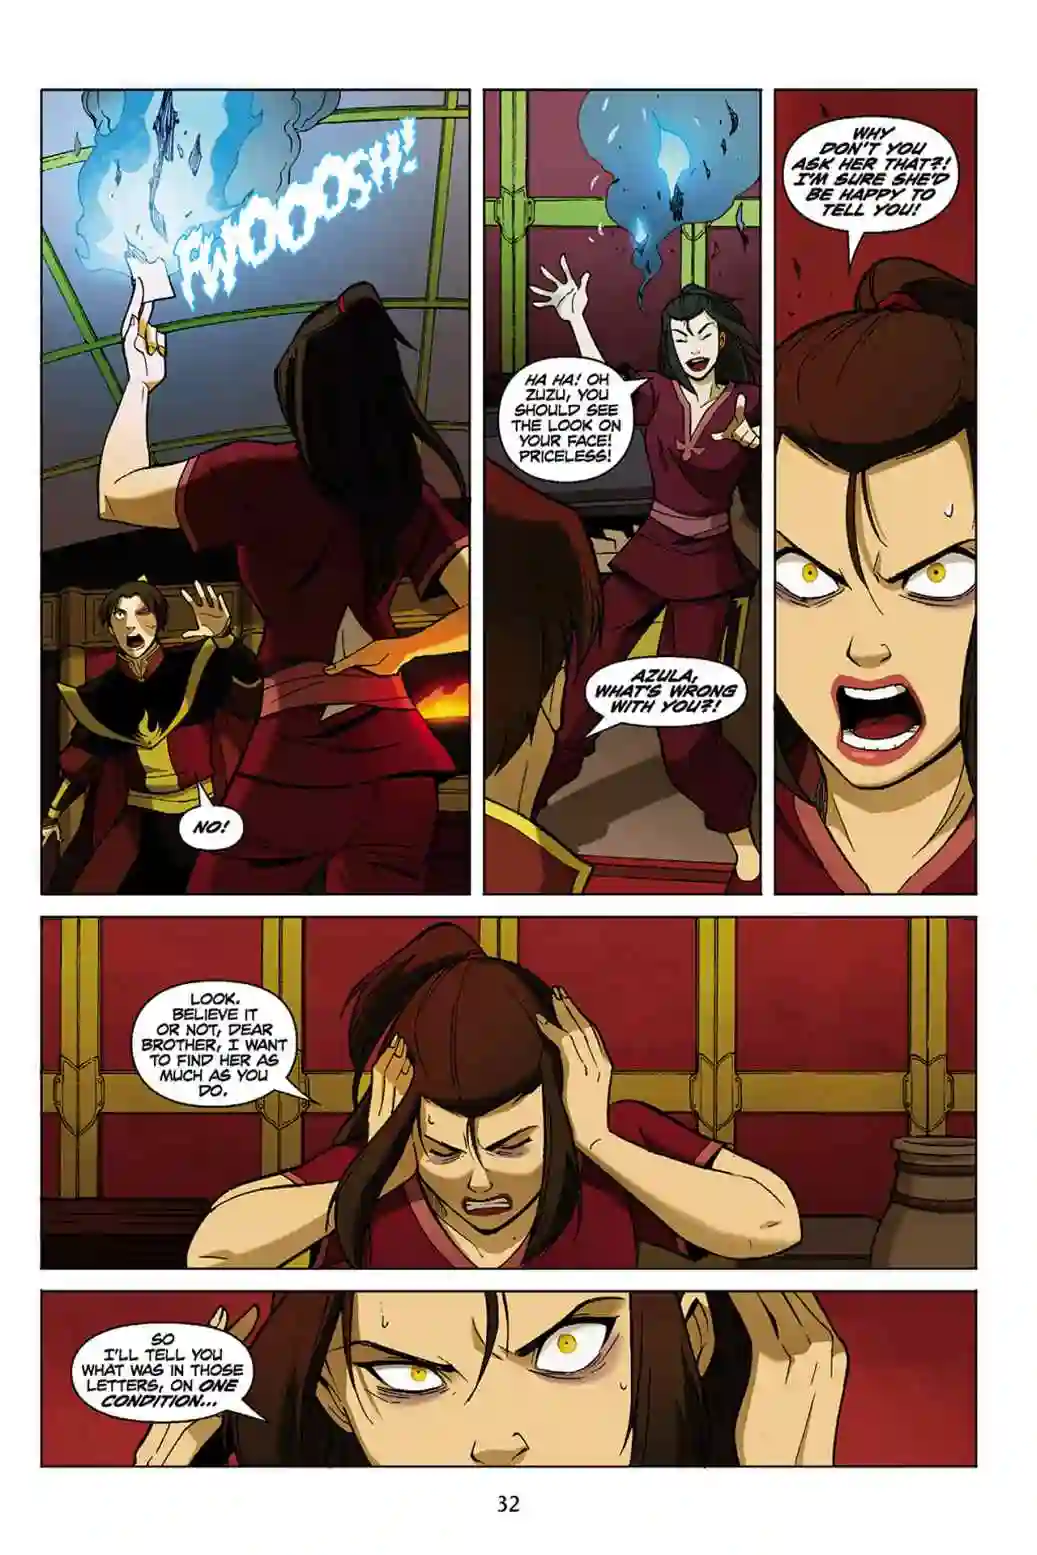 FWOOOSH!
NO!
HA HA! OH
ZUZU, YOU
SHOULD SEE
THE LOOK ON
YOUR FACE!
PRICELESS!
AZULA,
WHAT'S WRONG
WITH YOU?!
WHY
DON'T YOU
ASK HER THAT?!
I'M SURE SHE'D
BE HAPPY TO
TELL YOU!
LOOK.
BELIEVE IT
OR NOT, DEAR
BROTHER, I WANT
TO FIND HER AS
MUCH AS YOU
DO.
SO
I'LL TELL YOU
WHAT WAS IN THOSE
LETTERS, ON ONE
CONDITION...
32